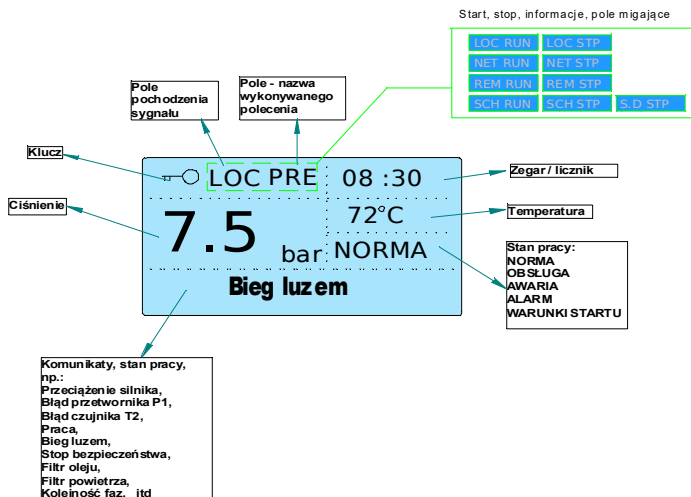 Start, stop, informacje, pole migające
LOC RUN LOC STP
NET RUN NET STP
REM RUN REM STP
SCH RUN SCH STP S.D STP
Pole
pochodzenia
sygnału
Pole - nazwa
wykonywanego
polecenia
Klucz
LOC PRE
08 :30
Zegar / licznik
Ciśnienie
7.5 bar
72°C
Temperatura
NORMA
Bieg luzem
Stan pracy:
NORMA
OBSŁUGA
AWARIA
ALARM
WARUNKI STARTU
Komunikaty, stan pracy,
np.:
Przeciążenie silnika,
Błąd przetwornika P1,
Błąd czujnika T2,
Praca,
Bieg luzem,
Stop bezpieczeństwa,
Filtr oleju,
Filtr powietrza,
Kolejność faz, itd